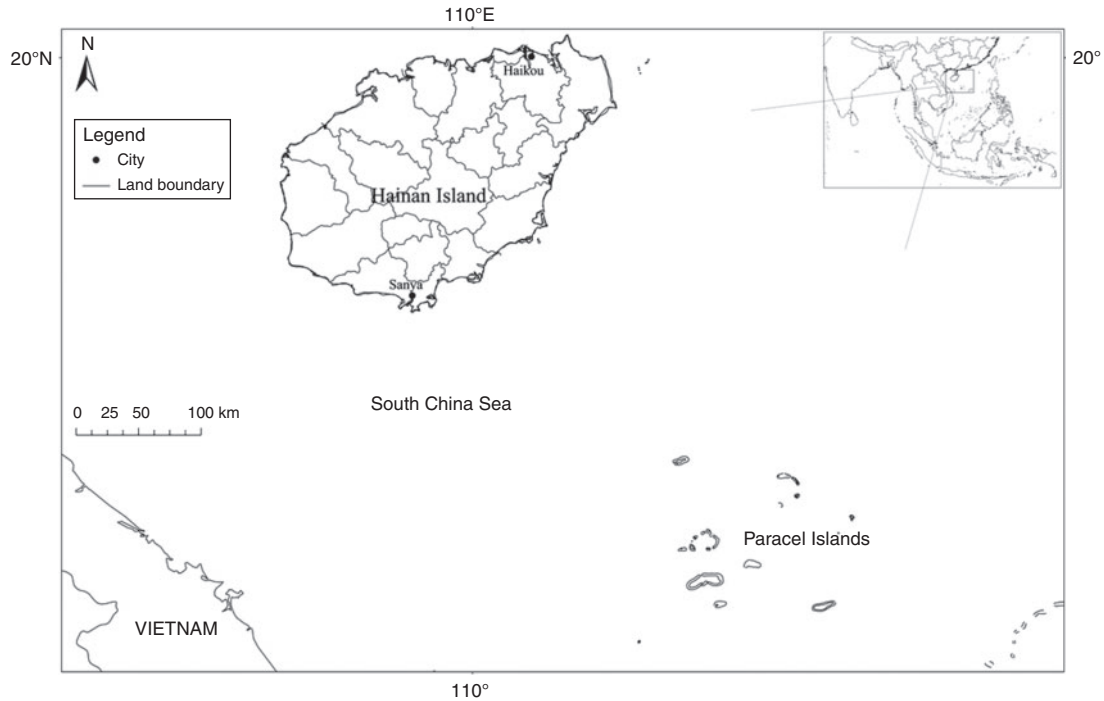 110°E
20°N
20°
N
Haikou
Legend
City
Land boundary
Hainan Island
Sanya
South China Sea
0 25 50 100 km
Paracel Islands
VIETNAM
110°